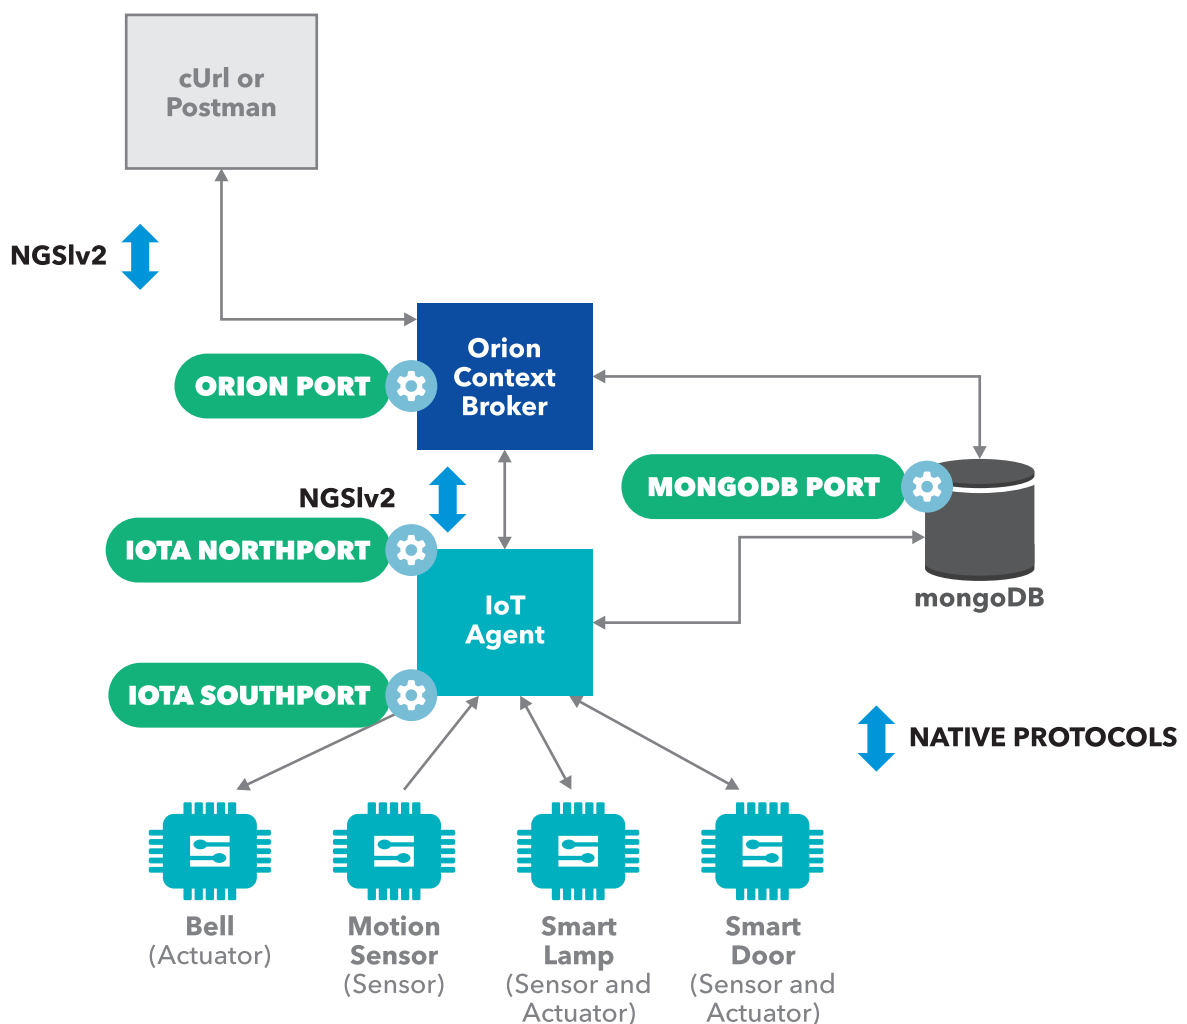 cUrl or
Postman
NGSIv2
Orion
Context
Broker
ORION PORT
MONGODB PORT
NGSIv2
IOTA NORTHPORT
IoT
Agent
mongoDB
IOTA SOUTHPORT
NATIVE PROTOCOLS
Bell
(Actuator)
Motion
Sensor
(Sensor)
Smart
Lamp
(Sensor and
Actuator)
Smart
Door
(Sensor and
Actuator)